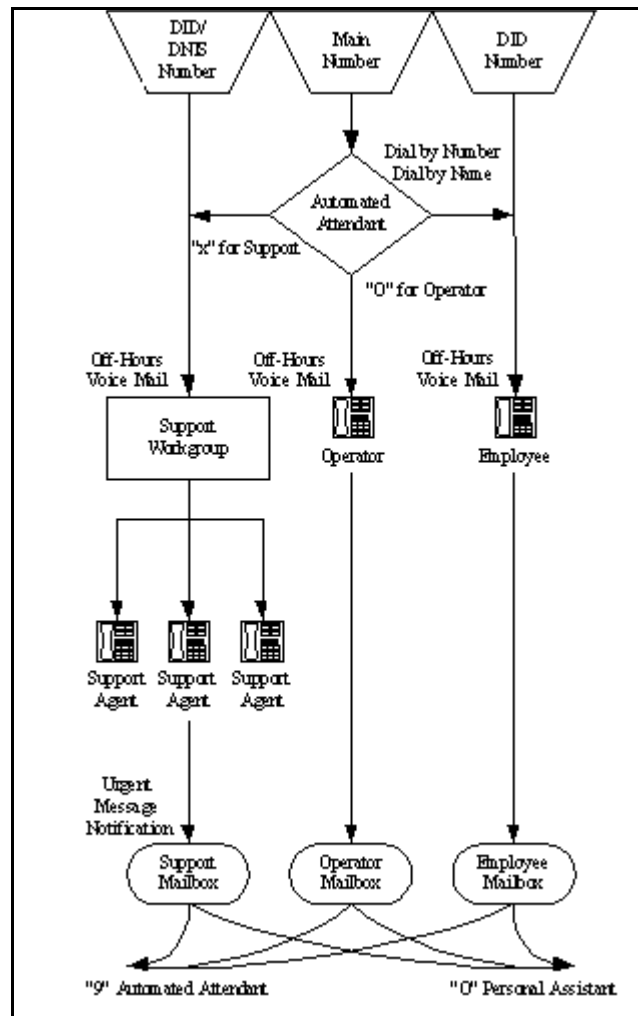 DID/
DNIS
Number
Main
Number
DID
Number
Dial by Number
Dial by Name
Automated
Attendant
"x" for Support
"0" for Operator
Off-Hours
Voice Mail
Off-Hours
Voice Mail
Off-Hours
Voice Mail
Support
Workgroup
Operator
Employee
Support
Agent
Support
Agent
Support
Agent
Urgent
Message
Notification
Support
Mailbox
Operator
Mailbox
Employee
Mailbox
"9" Automated Attendant
"0" Personal Assistant